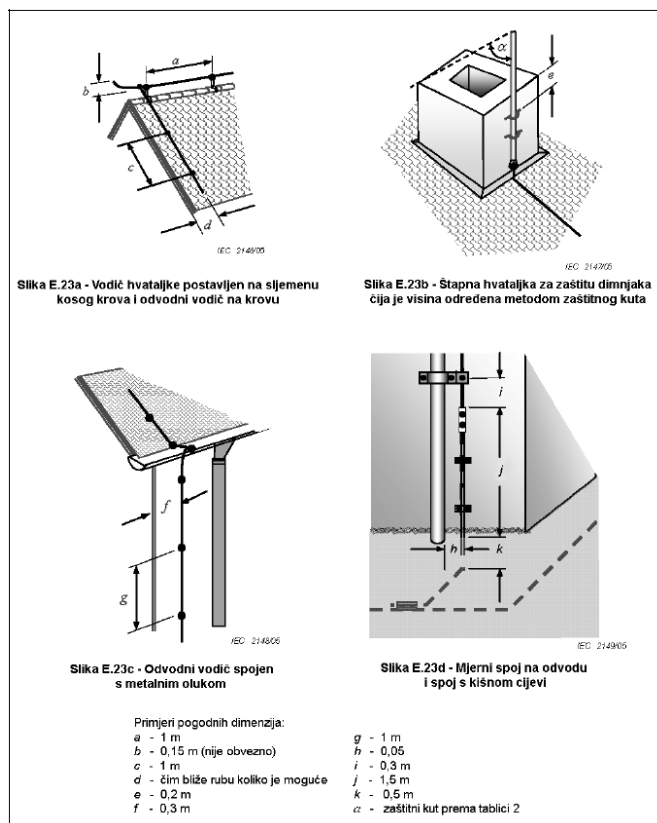 a
b
c
d
IEC 2146/05
Slika E.23a - Vodič hvataljke postavljen na sljemenu
kosog krova i odvodni vodič na krovu
α
e
IEC 2147/05
Slika E.23b - Štapna hvataljka za zaštitu dimnjaka
čija je visina određena metodom zaštitnog kuta
f
g
IEC 2148/05
Slika E.23c - Odvodni vodič spojen
s metalnim olukom
i
j
h
k
IEC 2149/05
Slika E.23d - Mjerni spoj na odvodu
i spoj s kišnom cijevi
Primjeri pogodnih dimenzija:
a - 1 m
b - 0,15 m (nije obvezno)
c - 1 m
d - čim bliže rubu koliko je moguće
e - 0,2 m
f - 0,3 m
g - 1 m
h - 0,05
i - 0,3 m
j - 1,5 m
k - 0,5 m
α - zaštitni kut prema tablici 2